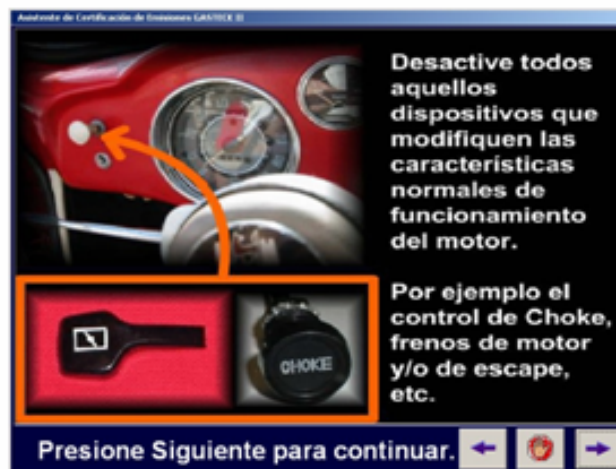 Asistente de Certificación de Emisiones GASTECK II
Desactive todos
aquellos
dispositivos que
modifiquen las
características
normales de
funcionamiento
del motor.
Por ejemplo el
control de Choke,
frenos de motor
y/o de escape,
etc.
CHOKE
Presione Siguiente para continuar.